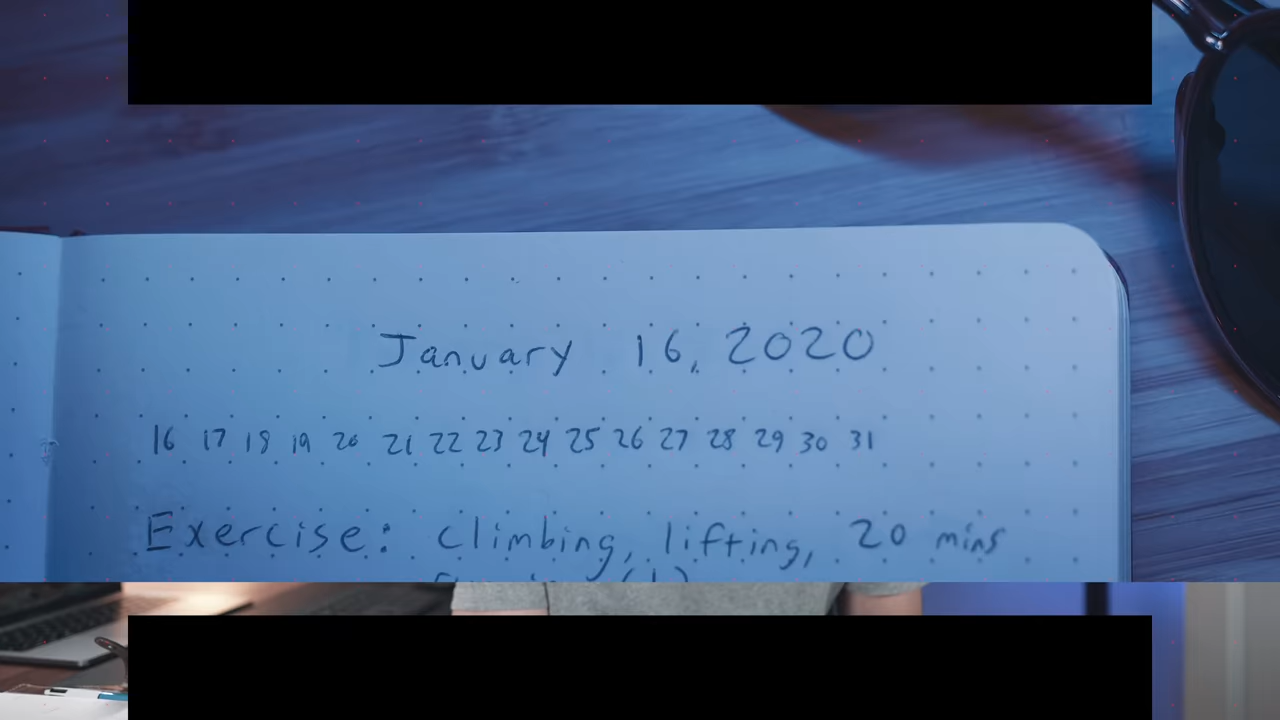 January 16, 2020
16 17 18 19 20 21 22 23 24 25 26 27 28 29 30 31
Exercise: climbing, lifting, 20 mins